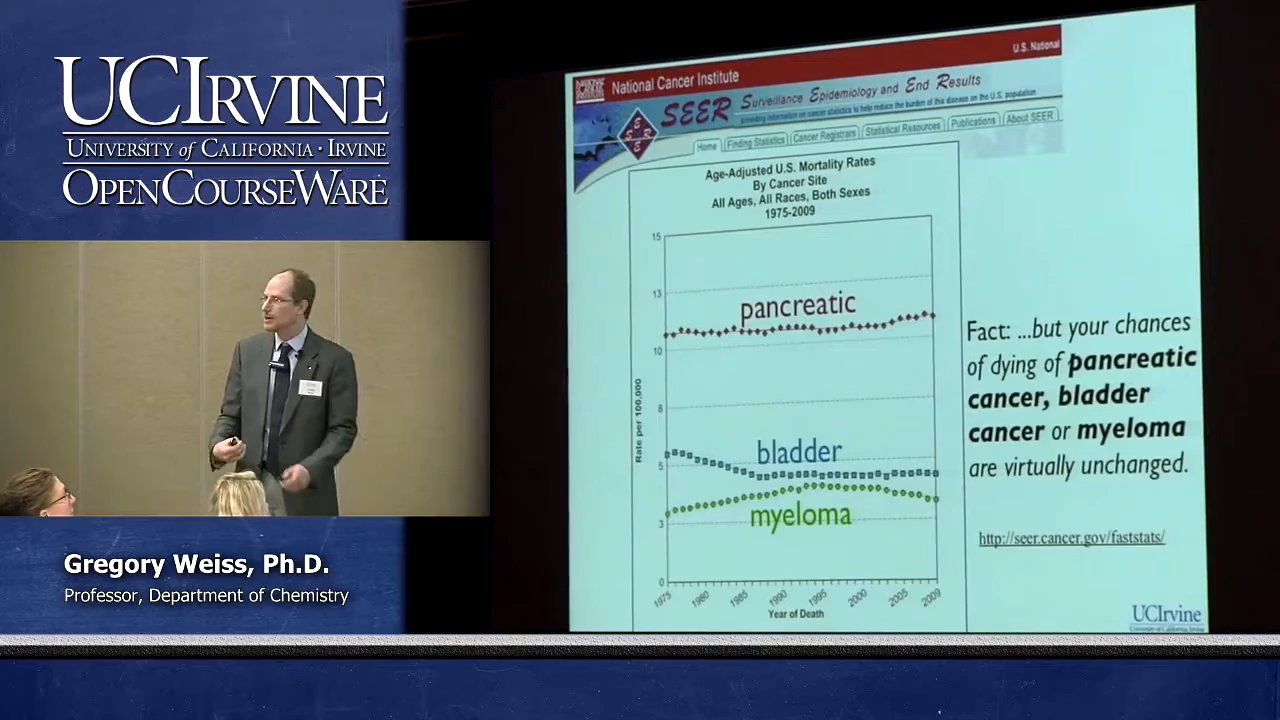 UCIRVINE
UNIVERSITY of CALIFORNIA · IRVINE
OPENCOURSEWARE
Gregory Weiss, Ph.D.
Professor, Department of Chemistry
U.S. National
National Cancer Institute
SEER Surveillance Epidemiology and End Results
providing information on cancer statistics to help reduce the burden of this disease on the U.S. population
Home Finding Statistics Cancer Registrars Statistical Resources Publications About SEER
Age-Adjusted U.S. Mortality Rates
By Cancer Site
All Ages, All Races, Both Sexes
1975-2009
15
13
10
8
5
3
0
Rate per 100,000
pancreatic
bladder
myeloma
1975 1980 1985 1990 1995 2000 2005 2009
Year of Death
Fact: ...but your chances
of dying of pancreatic
cancer, bladder
cancer or myeloma
are virtually unchanged.
http://seer.cancer.gov/faststats/
UCIrvine